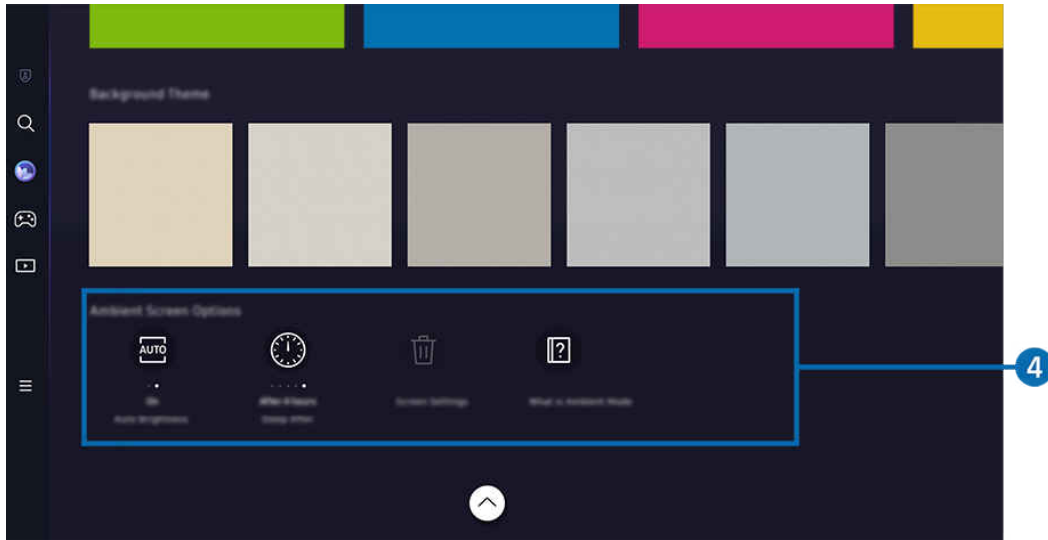 Background Theme
Ambient Screen Options
AUTO
?
On
After 8 hours
Screen Settings
What is Ambient Mode
Auto Brightness
Sleep After
4